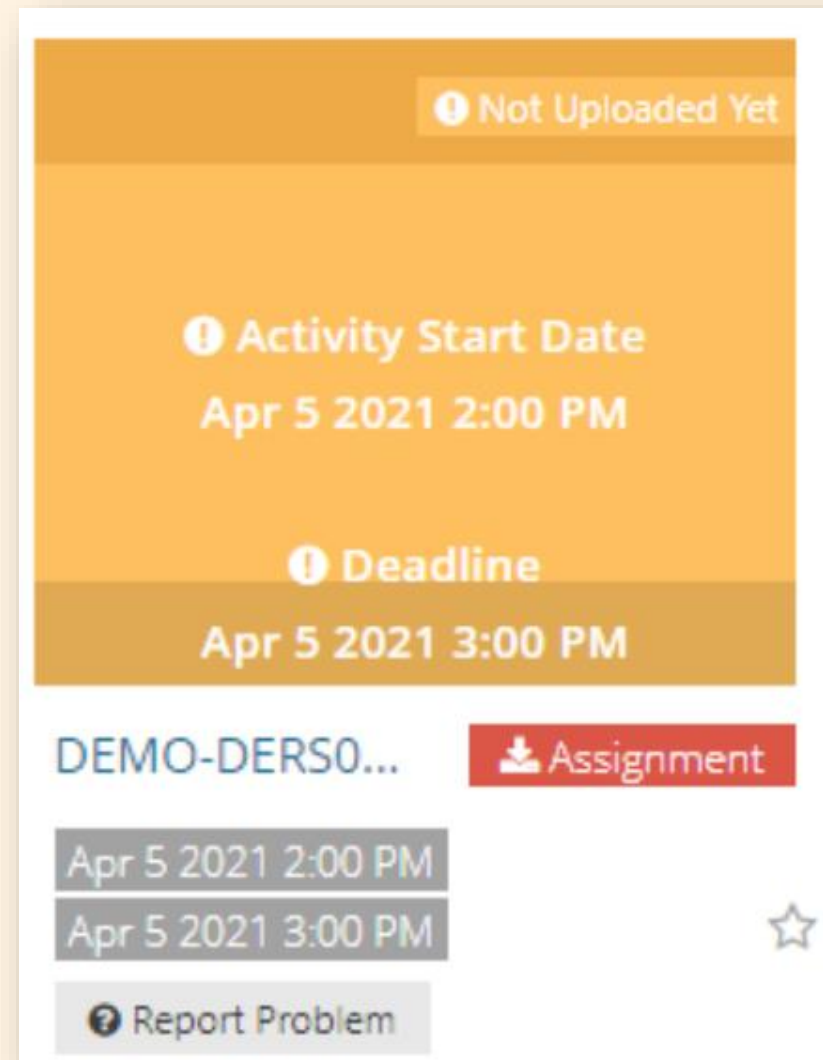 Not Uploaded Yet
Activity Start Date
Apr 5 2021 2:00 PM
Deadline
Apr 5 2021 3:00 PM
DEMO-DERS0...
Assignment
Apr 5 2021 2:00 PM
Apr 5 2021 3:00 PM
Report Problem